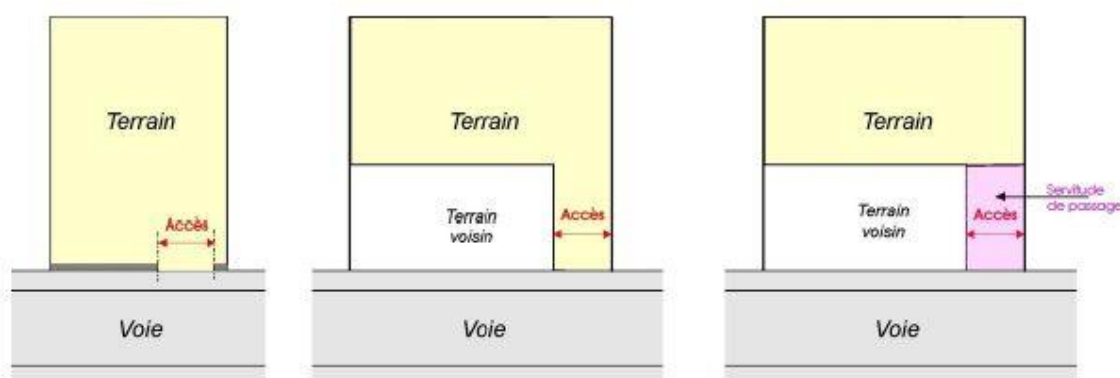 Terrain
Accès
Voie
Terrain
Terrain
voisin
Accès
Voie
Terrain
Terrain
voisin
Accès
Servitude
de passage
Voie